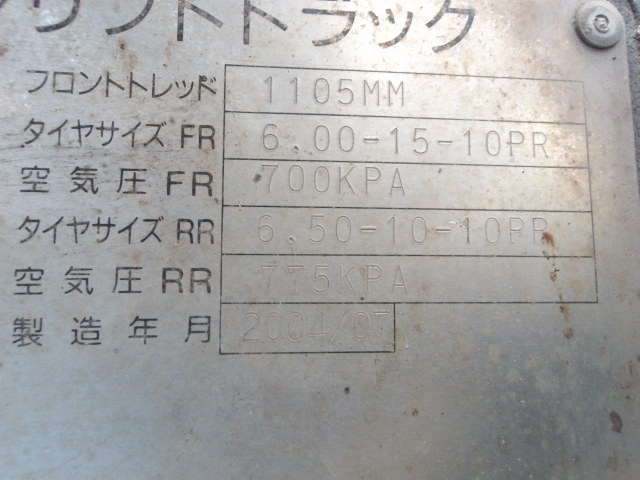 フロントトレッド 1105MM
タイヤサイズ FR 6.00-15-10PR
空気圧 FR 700KPA
タイヤサイズ RR 6.50-10-10PR
空気圧 RR 775KPA
製造年月 2004/07